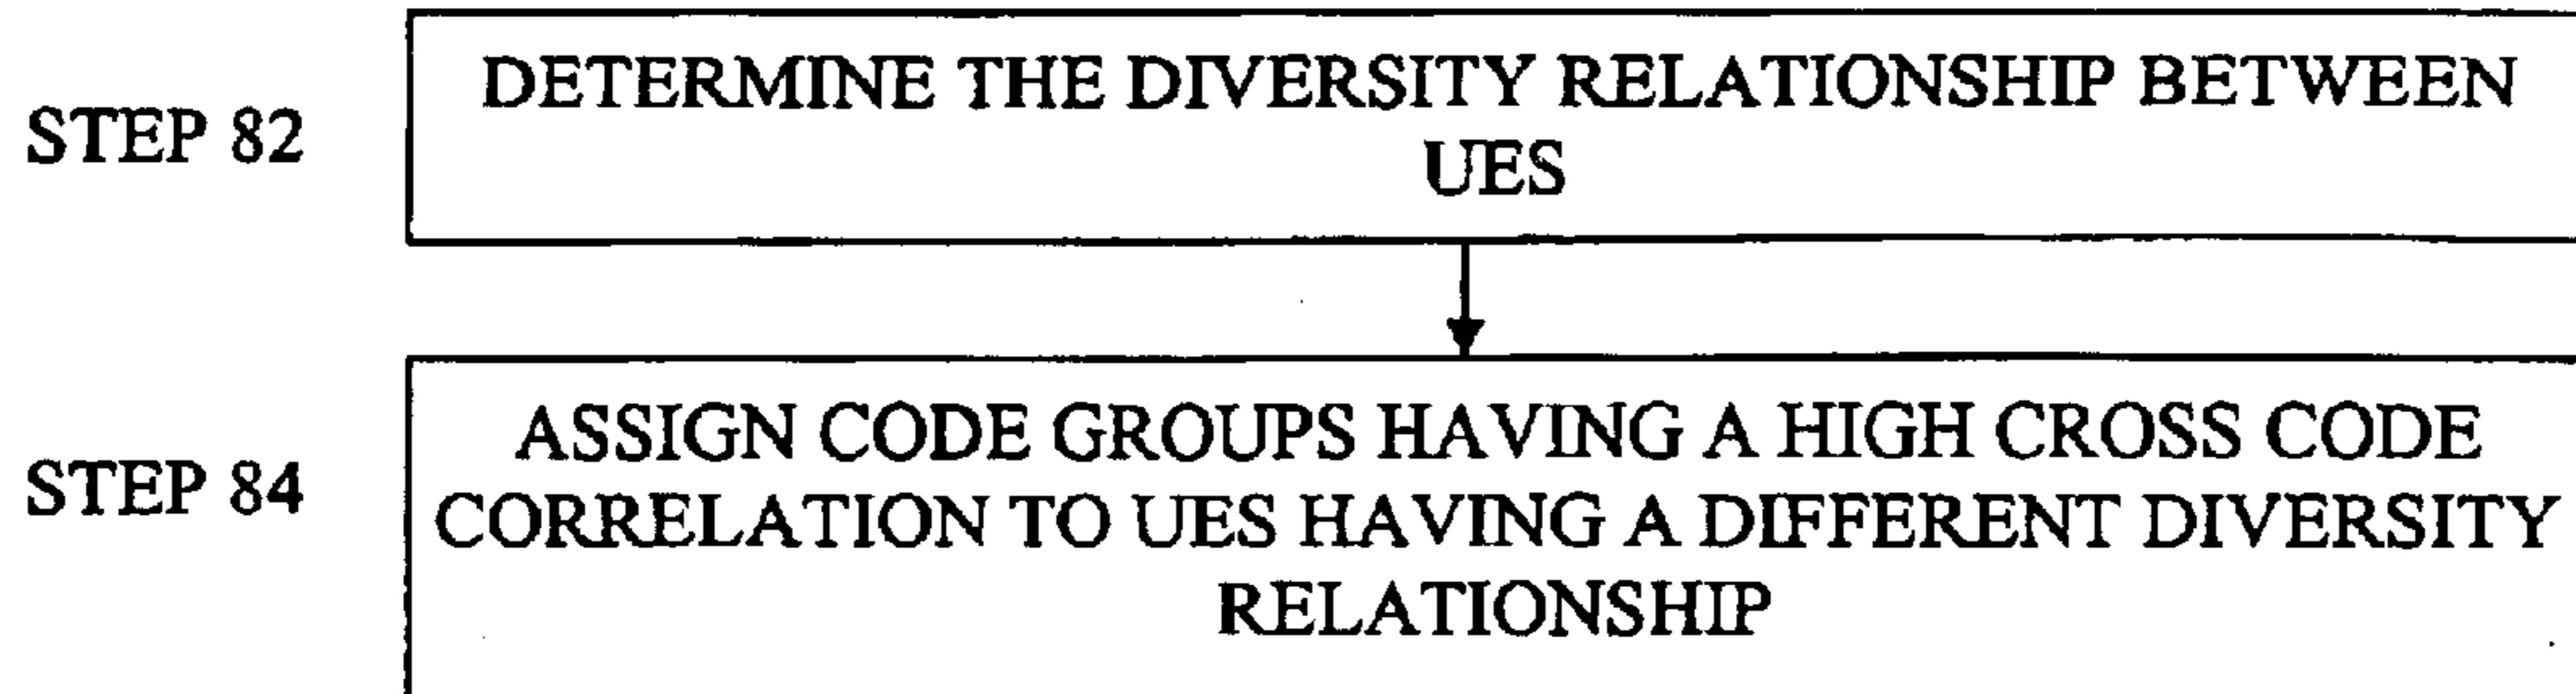 STEP 82
DETERMINE THE DIVERSITY RELATIONSHIP BETWEEN
UES
STEP 84
ASSIGN CODE GROUPS HAVING A HIGH CROSS CODE
CORRELATION TO UES HAVING A DIFFERENT DIVERSITY
RELATIONSHIP